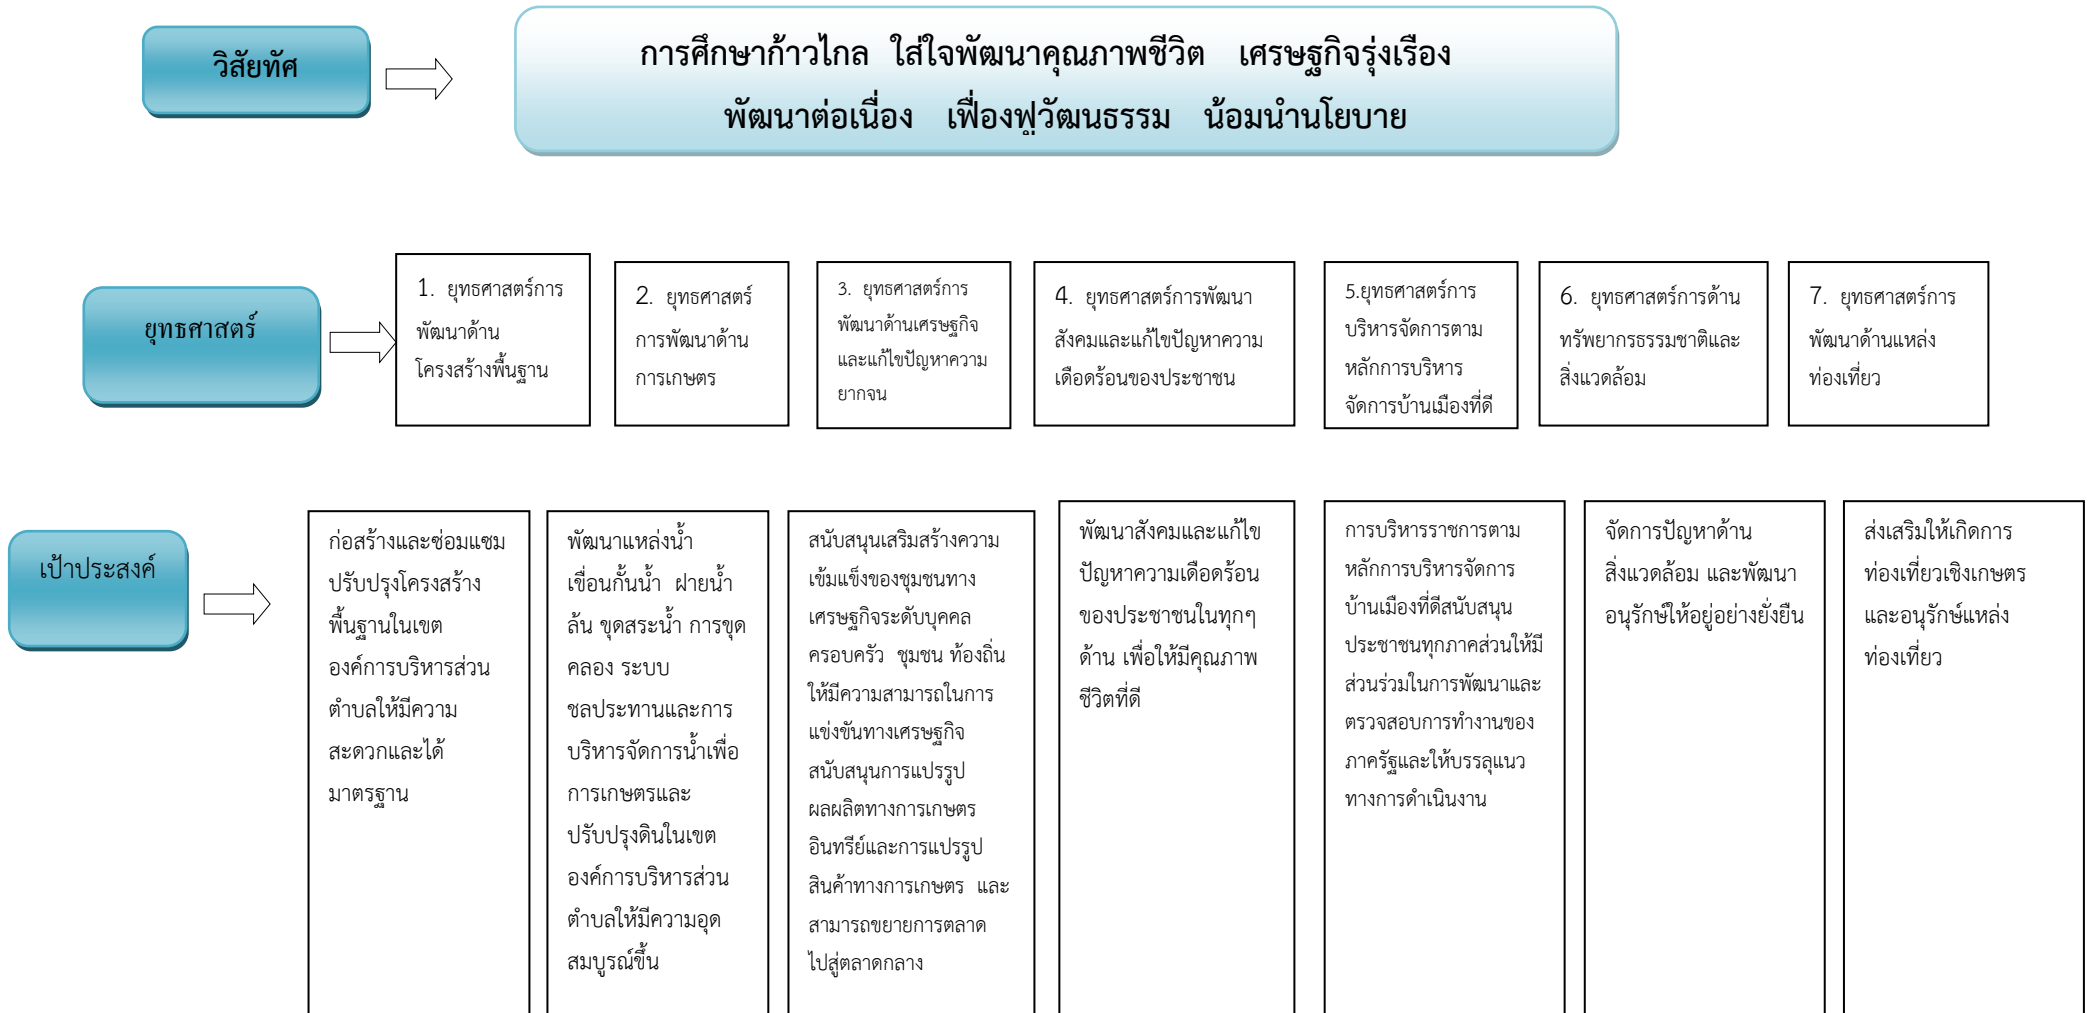 วิสัยทัศ
การศึกษาก้าวไกล ใส่ใจพัฒนาคุณภาพชีวิต เศรษฐกิจรุ่งเรือง
พัฒนาต่อเนื่อง เฟื่องฟูวัฒนธรรม น้อมนำนโยบาย
ยุทธศาสตร์
1. ยุทธศาสตร์การ
พัฒนาด้าน
โครงสร้างพื้นฐาน
2. ยุทธศาสตร์
การพัฒนาด้าน
การเกษตร
3. ยุทธศาสตร์การ
พัฒนาด้านเศรษฐกิจ
และแก้ไขปัญหาความ
ยากจน
4. ยุทธศาสตร์การพัฒนา
สังคมและแก้ไขปัญหาความ
เดือดร้อนของประชาชน
5.ยุทธศาสตร์การ
บริหารจัดการตาม
หลักการบริหาร
จัดการบ้านเมืองที่ดี
6. ยุทธศาสตร์การด้าน
ทรัพยากรธรรมชาติและ
สิ่งแวดล้อม
7. ยุทธศาสตร์การ
พัฒนาด้านแหล่ง
ท่องเที่ยว
เป้าประสงค์
ก่อสร้างและซ่อมแซม
ปรับปรุงโครงสร้าง
พื้นฐานในเขต
องค์การบริหารส่วน
ตำบลให้มีความ
สะดวกและได้
มาตรฐาน
พัฒนาแหล่งน้ำ
เขื่อนกั้นน้ำ ฝายน้ำ
ล้น ขุดสระน้ำ การขุด
คลอง ระบบ
ชลประทานและการ
บริหารจัดการน้ำเพื่อ
การเกษตรและ
ปรับปรุงดินในเขต
องค์การบริหารส่วน
ตำบลให้มีความอุด
สมบูรณ์ขึ้น
สนับสนุนเสริมสร้างความ
เข้มแข็งของชุมชนทาง
เศรษฐกิจระดับบุคคล
ครอบครัว ชุมชน ท้องถิ่น
ให้มีความสามารถในการ
แข่งขันทางเศรษฐกิจ
สนับสนุนการแปรรูป
ผลผลิตทางการเกษตร
อินทรีย์และการแปรรูป
สินค้าทางการเกษตร และ
สามารถขยายการตลาด
ไปสู่ตลาดกลาง
พัฒนาสังคมและแก้ไข
ปัญหาความเดือดร้อน
ของประชาชนในทุกๆ
ด้าน เพื่อให้มีคุณภาพ
ชีวิตที่ดี
การบริหารราชการตาม
หลักการบริหารจัดการ
บ้านเมืองที่ดีสนับสนุน
ประชาชนทุกภาคส่วนให้มี
ส่วนร่วมในการพัฒนาและ
ตรวจสอบการทำงานของ
ภาครัฐและให้บรรลุแนว
ทางการดำเนินงาน
จัดการปัญหาด้าน
สิ่งแวดล้อม และพัฒนา
อนุรักษ์ให้อยู่อย่างยั่งยืน
ส่งเสริมให้เกิดการ
ท่องเที่ยวเชิงเกษตร
และอนุรักษ์แหล่ง
ท่องเที่ยว